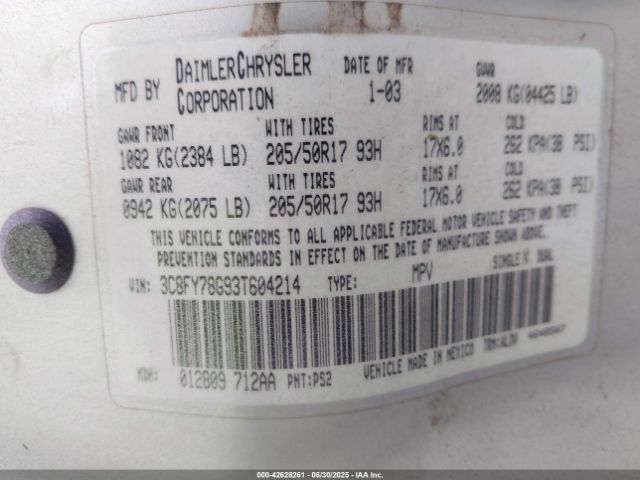 MFD BY DAIMLERCHRYSLER CORPORATION DATE OF MFR 1-03 GVWR 2008 KG(04425 LB)
GAWR FRONT WITH TIRES RIMS AT COLD
1082 KG(2384 LB) 205/50R17 93H 17X6.0 262 KPA(38 PSI)
GAWR REAR WITH TIRES RIMS AT COLD
0942 KG(2075 LB) 205/50R17 93H 17X6.0 262 KPA(38 PSI)
THIS VEHICLE CONFORMS TO ALL APPLICABLE FEDERAL MOTOR VEHICLE SAFETY AND THEFT
PREVENTION STANDARDS IN EFFECT ON THE DATE OF MANUFACTURE SHOWN ABOVE.
VIN: 3C8FY78G93T604214 TYPE: MPV SINGLE X DUAL
MDH: 012809 712AA PNT:PS2 VEHICLE MADE IN MEXICO TRM:ALDV
000-42628261 - 06/30/2025 - IAA Inc.